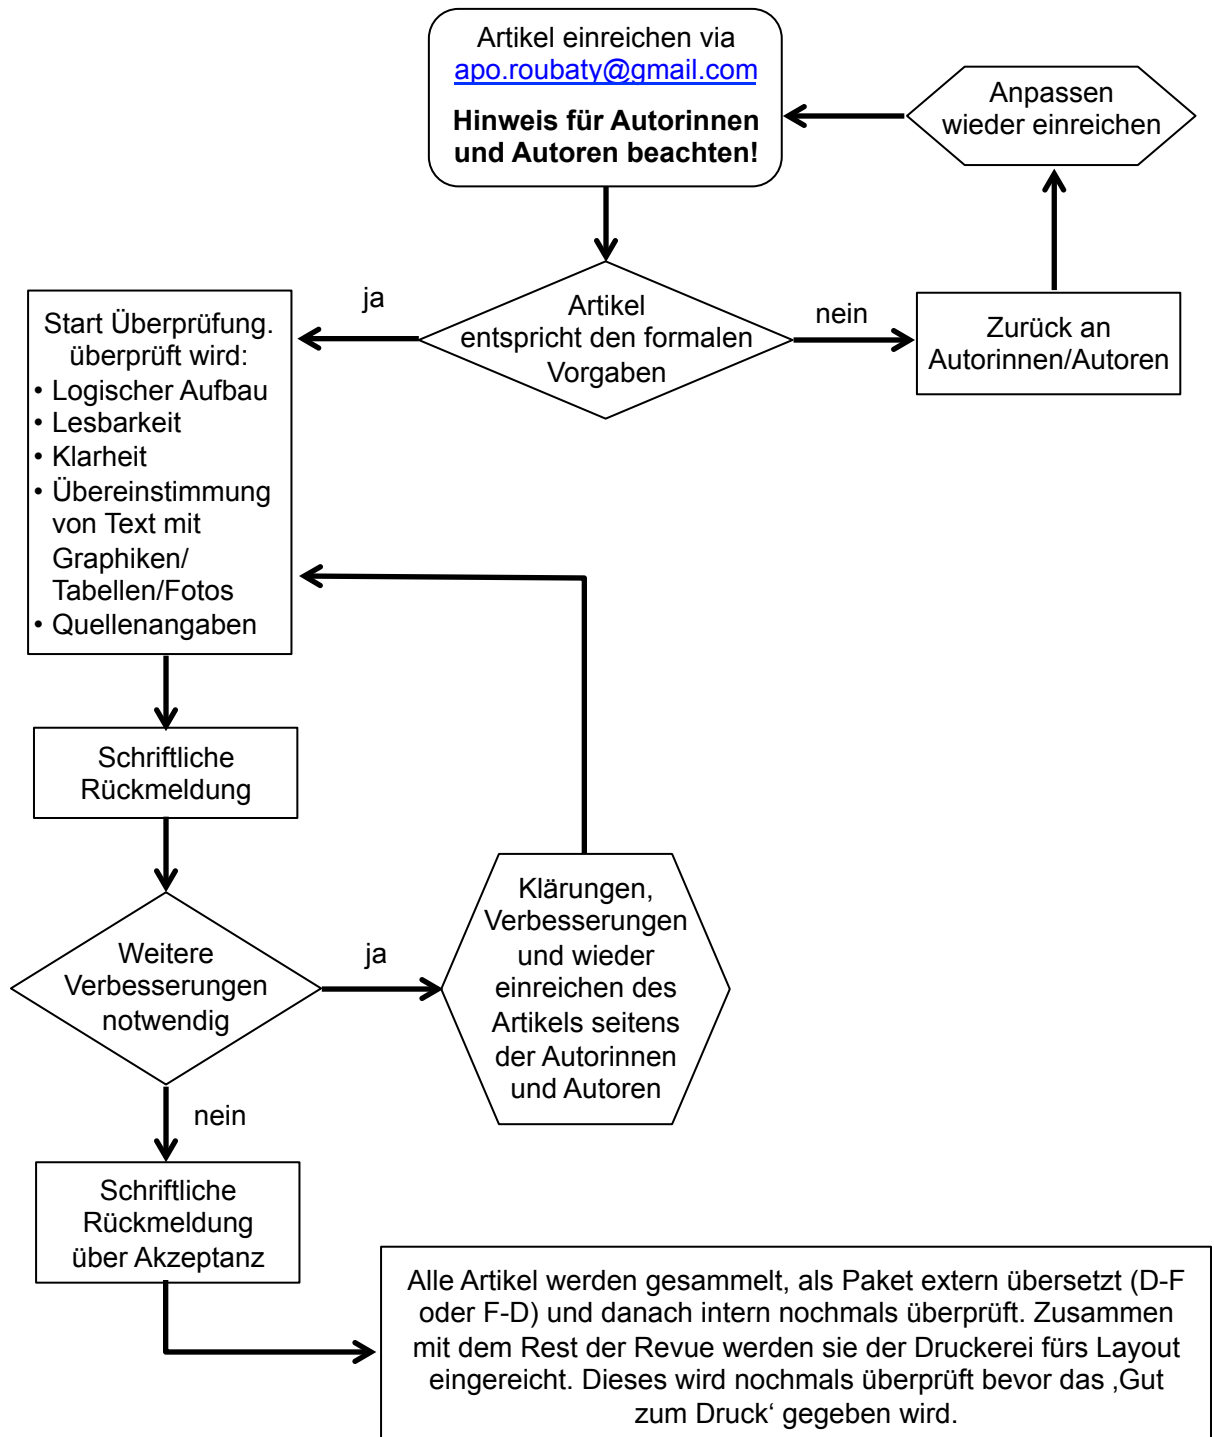 Artikel einreichen via
apo.roubaty@gmail.com
Hinweis für Autorinnen
und Autoren beachten!
Anpassen
wieder einreichen
Artikel
entspricht den formalen
Vorgaben
ja
nein
Zurück an
Autorinnen/Autoren
Start Überprüfung.
überprüft wird:
• Logischer Aufbau
• Lesbarkeit
• Klarheit
• Übereinstimmung
von Text mit
Graphiken/
Tabellen/Fotos
• Quellenangaben
Schriftliche
Rückmeldung
Weitere
Verbesserungen
notwendig
ja
Klärungen,
Verbesserungen
und wieder
einreichen des
Artikels seitens
der Autorinnen
und Autoren
nein
Schriftliche
Rückmeldung
über Akzeptanz
Alle Artikel werden gesammelt, als Paket extern übersetzt (D-F
oder F-D) und danach intern nochmals überprüft. Zusammen
mit dem Rest der Revue werden sie der Druckerei fürs Layout
eingereicht. Dieses wird nochmals überprüft bevor das ‚Gut
zum Druck‘ gegeben wird.